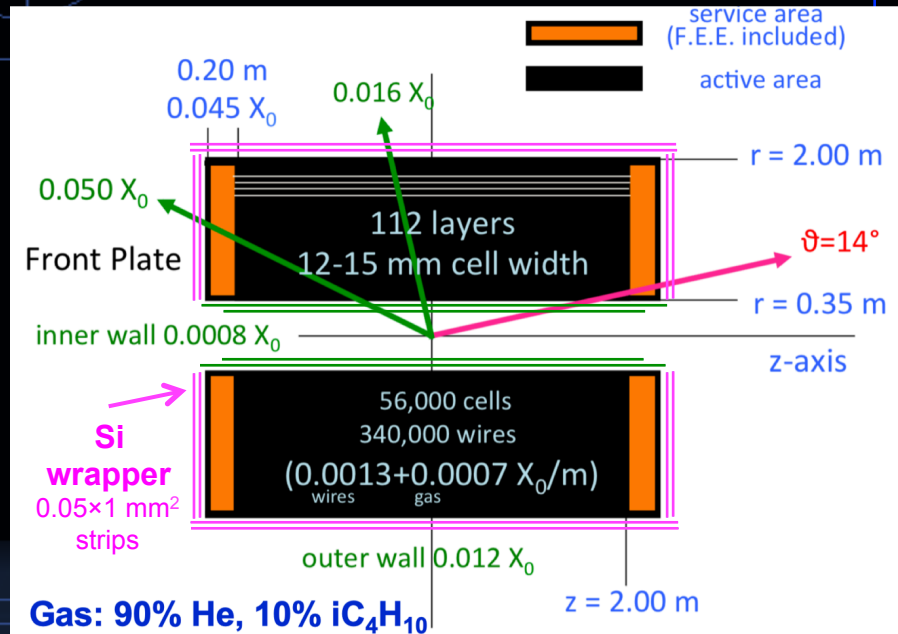 service area
(F.E.E. included)
active area
0.20 m
0.045 X₀
0.016 X₀
r = 2.00 m
0.050 X₀
112 layers
12-15 mm cell width
ϑ=14°
Front Plate
r = 0.35 m
inner wall 0.0008 X₀
z-axis
56,000 cells
340,000 wires
(0.0013+0.0007 X₀/m)
wires gas
Si
wrapper
0.05×1 mm²
strips
outer wall 0.012 X₀
z = 2.00 m
Gas: 90% He, 10% iC₄H₁₀